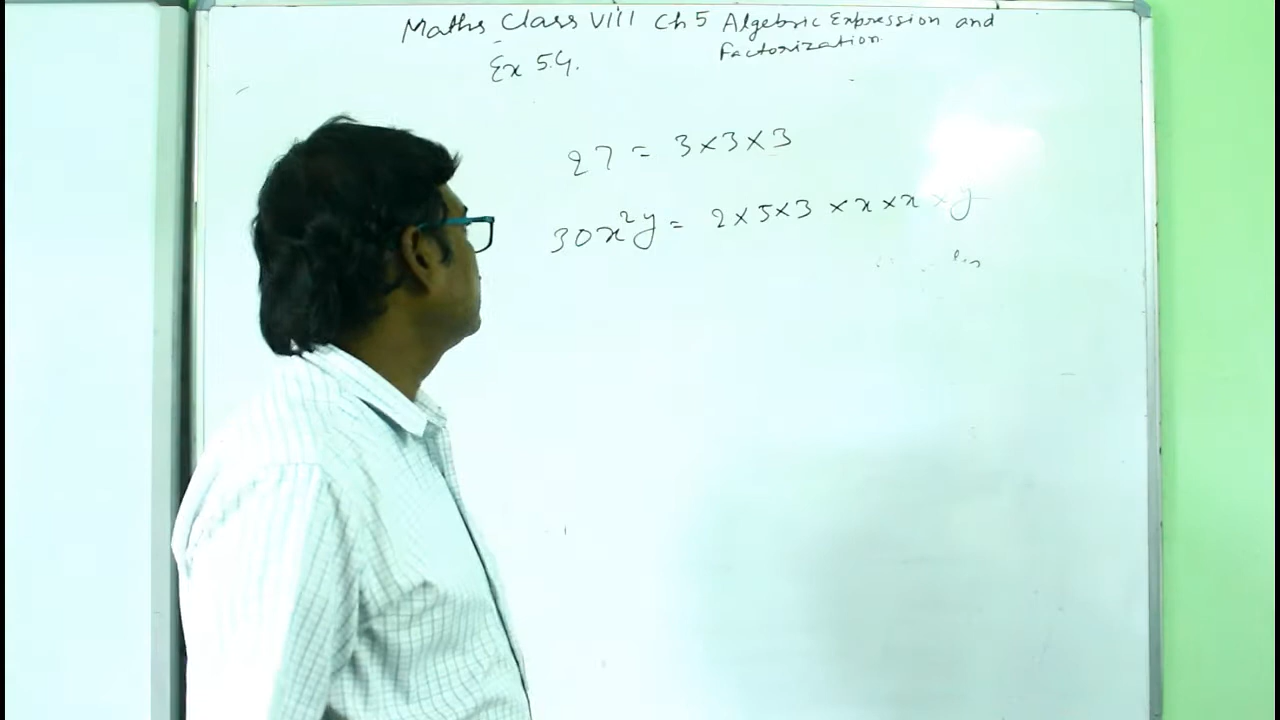 Maths Class VIII Ch 5 Algebric Expression and
Factorization.
Ex 5.4.
27 = 3×3×3
30x²y = 2×5×3 ×x×x×y